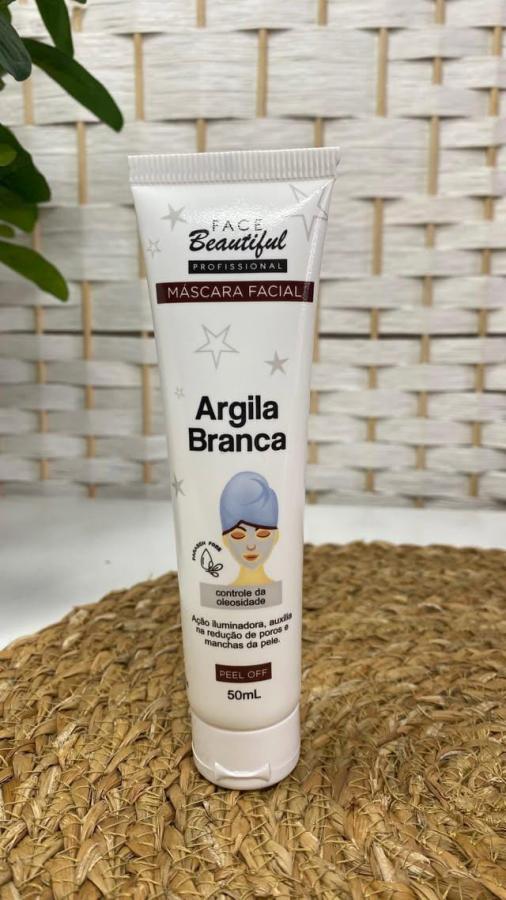 FACE
Beautiful
PROFISSIONAL
MÁSCARA FACIAL
Argila
Branca
PARABEN FREE
controle da
oleosidade
Ação iluminadora, auxilia
na redução de poros e
manchas da pele.
PEEL OFF
50mL